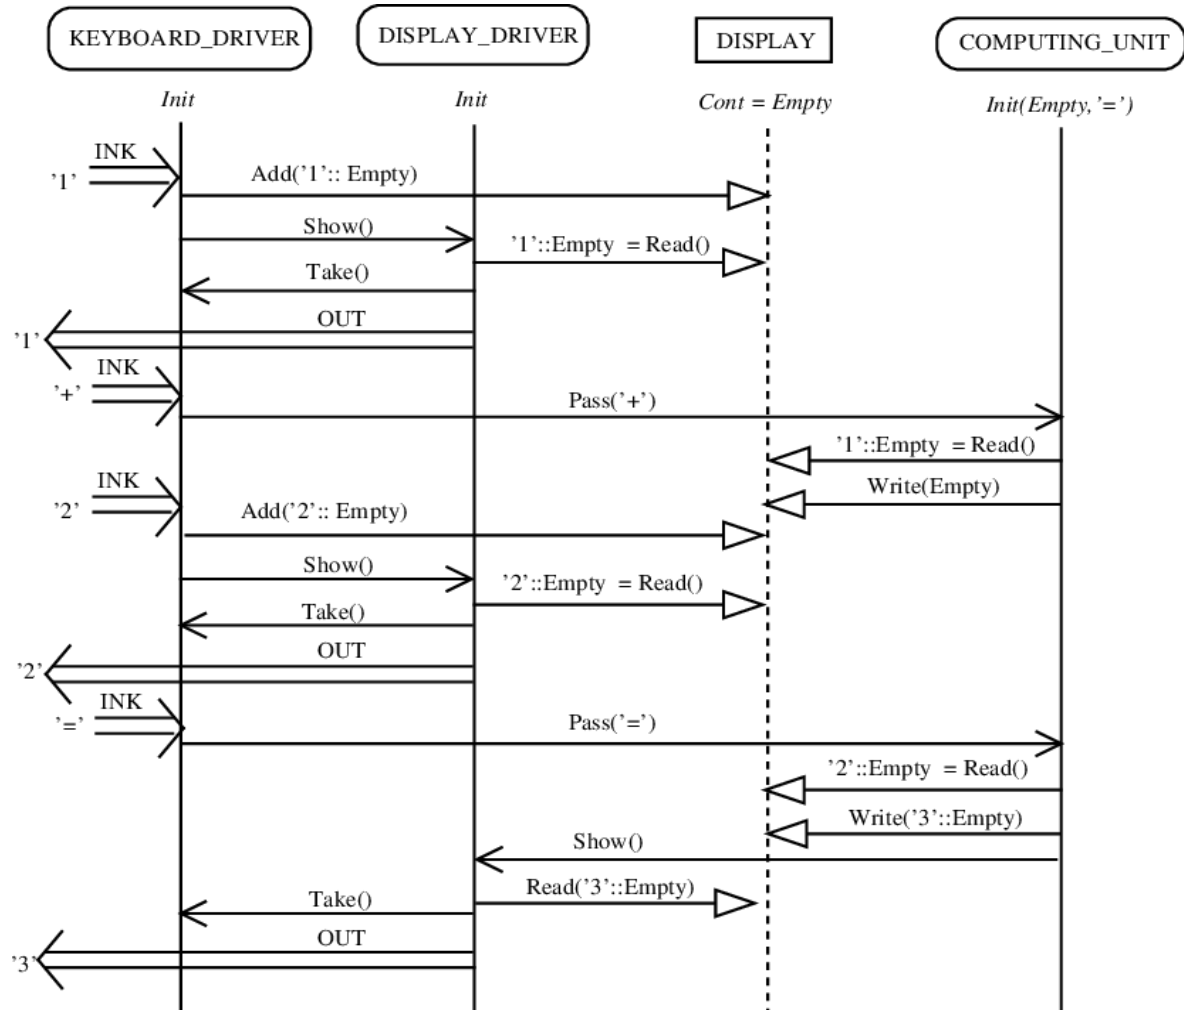 KEYBOARD_DRIVER
DISPLAY_DRIVER
DISPLAY
COMPUTING_UNIT
Init
Init
Cont = Empty
Init(Empty,'=')
INK
'1'
Add('1':: Empty)
Show()
'1'::Empty = Read()
Take()
OUT
'1'
INK
'+'
Pass('+')
'1'::Empty = Read()
INK
Write(Empty)
'2'
Add('2':: Empty)
Show()
'2'::Empty = Read()
Take()
OUT
'2'
INK
'='
Pass('=')
'2'::Empty = Read()
Write('3'::Empty)
Show()
Read('3'::Empty)
Take()
OUT
'3'